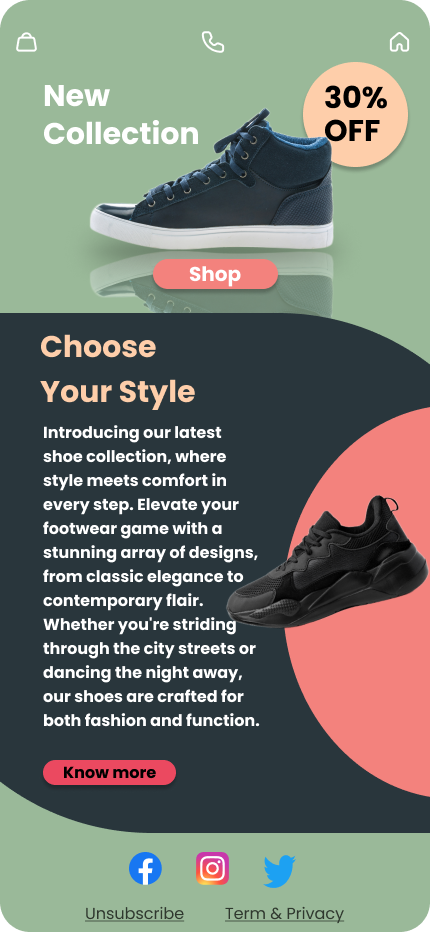 New
Collection
30%
OFF
Shop
Choose
Your Style
Introducing our latest
shoe collection, where
style meets comfort in
every step. Elevate your
footwear game with a
stunning array of designs,
from classic elegance to
contemporary flair.
Whether you're striding
through the city streets or
dancing the night away,
our shoes are crafted for
both fashion and function.
Know more
Unsubscribe
Term & Privacy